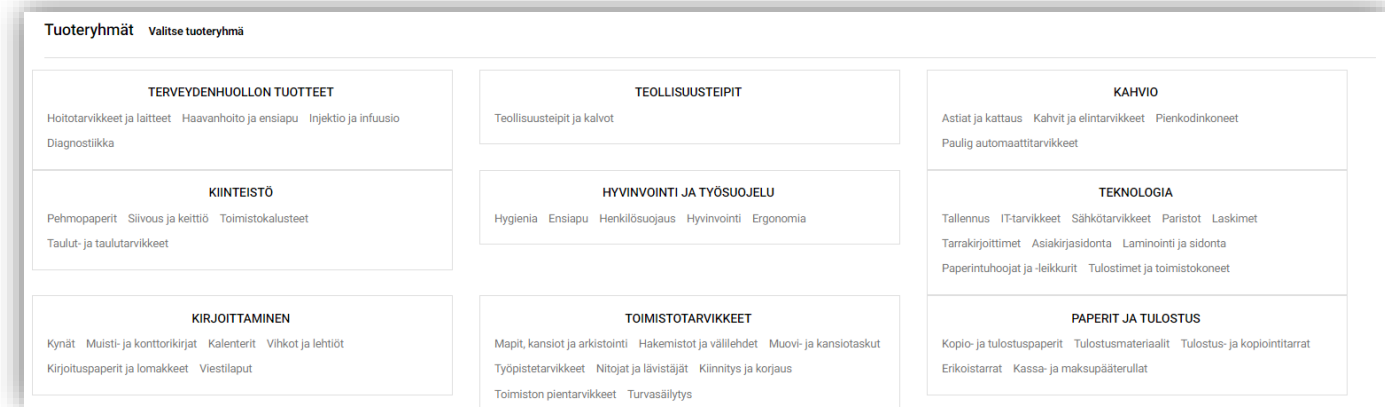 Tuoteryhmät Valitse tuoteryhmä
TERVEYDENHUOLLON TUOTTEET
Hoitotarvikkeet ja laitteet Haavanhoito ja ensiapu Injektio ja infuusio
Diagnostiikka
TEOLLISUUSTEIPIT
Teollisuusteipit ja kalvot
KAHVIO
Astiat ja kattaus Kahvit ja elintarvikkeet Pienkodinkoneet
Paulig automaattitarvikkeet
KIINTEISTÖ
Pehmopaperit Siivous ja keittiö Toimistokalusteet
Taulut- ja taulutarvikkeet
HYVINVOINTI JA TYÖSUOJELU
Hygienia Ensiapu Henkilösuojaus Hyvinvointi Ergonomia
TEKNOLOGIA
Tallennus IT-tarvikkeet Sähkötarvikkeet Paristot Laskimet
Tarrakirjoittimet Asiakirjasidonta Laminointi ja sidonta
Paperintuhoojat ja -leikkurit Tulostimet ja toimistokoneet
KIRJOITTAMINEN
Kynät Muisti- ja konttorikirjat Kalenterit Vihkot ja lehtiöt
Kirjoituspaperit ja lomakkeet Viestilaput
TOIMISTOTARVIKKEET
Mapit, kansiot ja arkistointi Hakemistot ja välilehdet Muovi- ja kansiotaskut
Työpistetarvikkeet Nitojat ja lävistäjät Kiinnitys ja korjaus
Toimiston pientarvikkeet Turvasäilytys
PAPERIT JA TULOSTUS
Kopio- ja tulostuspaperit Tulostusmateriaalit Tulostus- ja kopiointitarrat
Erikoistarrat Kassa- ja maksupääterullat